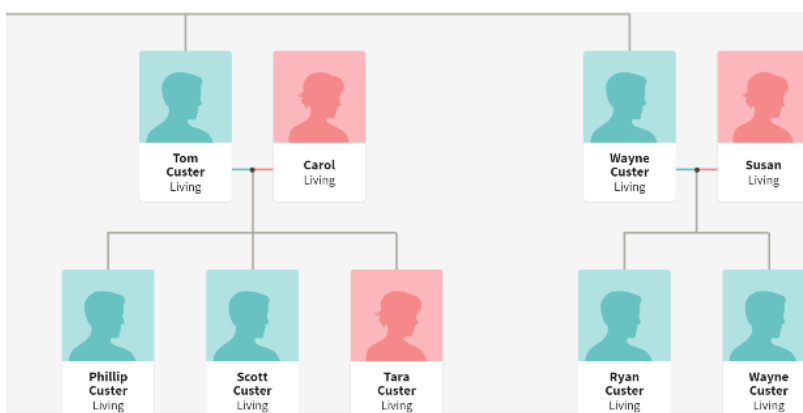 Tom
Custer
Living
Carol
Living
Wayne
Custer
Living
Susan
Living
Phillip
Custer
Living
Scott
Custer
Living
Tara
Custer
Living
Ryan
Custer
Living
Wayne
Custer
Living